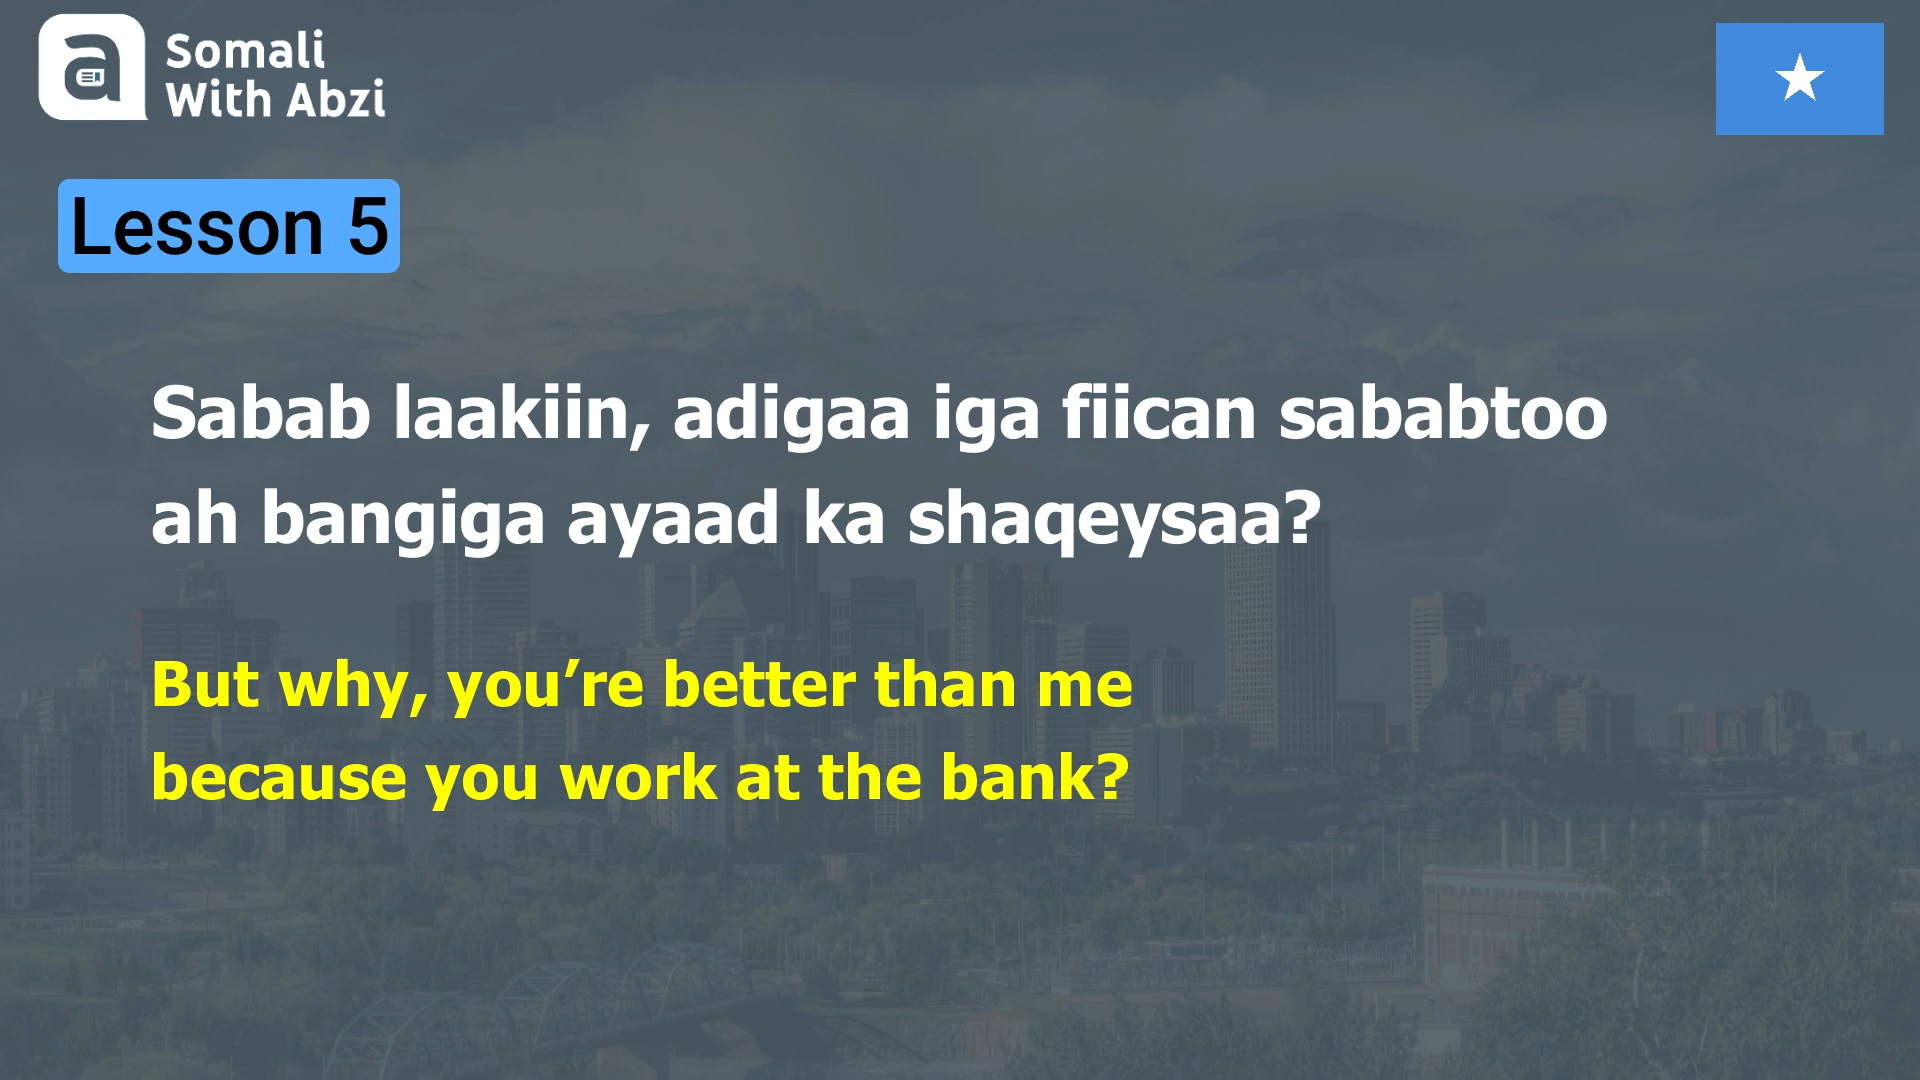 Somali
With Abzi
Lesson 5
Sabab laakiin, adigaa iga fiican sababtoo
ah bangiga ayaad ka shaqeysaa?
But why, you’re better than me
because you work at the bank?